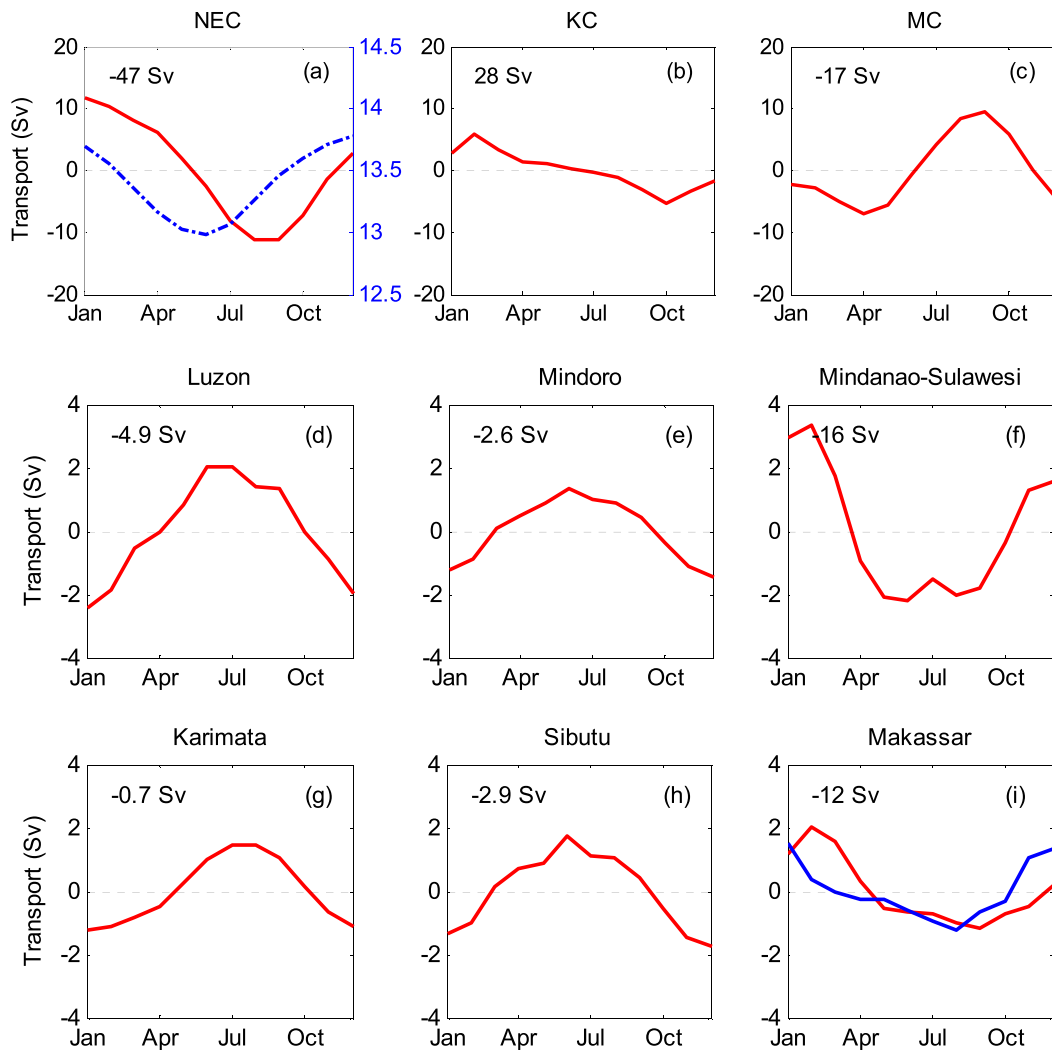 NEC
KC
MC
20
10
0
-10
-20
14.5
14
13.5
13
12.5
Transport (Sv)
-47 Sv
(a)
Jan Apr Jul Oct
20
10
0
-10
-20
28 Sv
(b)
Jan Apr Jul Oct
20
10
0
-10
-20
-17 Sv
(c)
Jan Apr Jul Oct
Luzon
Mindoro
Mindanao-Sulawesi
4
2
0
-2
-4
Transport (Sv)
-4.9 Sv
(d)
Jan Apr Jul Oct
4
2
0
-2
-4
-2.6 Sv
(e)
Jan Apr Jul Oct
4
2
0
-2
-4
-16 Sv
(f)
Jan Apr Jul Oct
Karimata
Sibutu
Makassar
4
2
0
-2
-4
Transport (Sv)
-0.7 Sv
(g)
Jan Apr Jul Oct
4
2
0
-2
-4
-2.9 Sv
(h)
Jan Apr Jul Oct
4
2
0
-2
-4
-12 Sv
(i)
Jan Apr Jul Oct